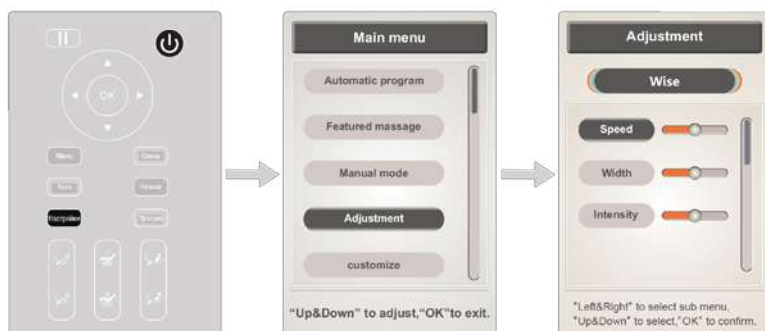 OK
Настройки
Main menu
Automatic program
Featured massage
Manual mode
Adjustment
customize
"Up&Down" to adjust,"OK"to exit.
Adjustment
Wise
Speed
Width
Intensity
"Left&Right" to select sub menu,
"Up&Down" to select,"OK" to confirm.